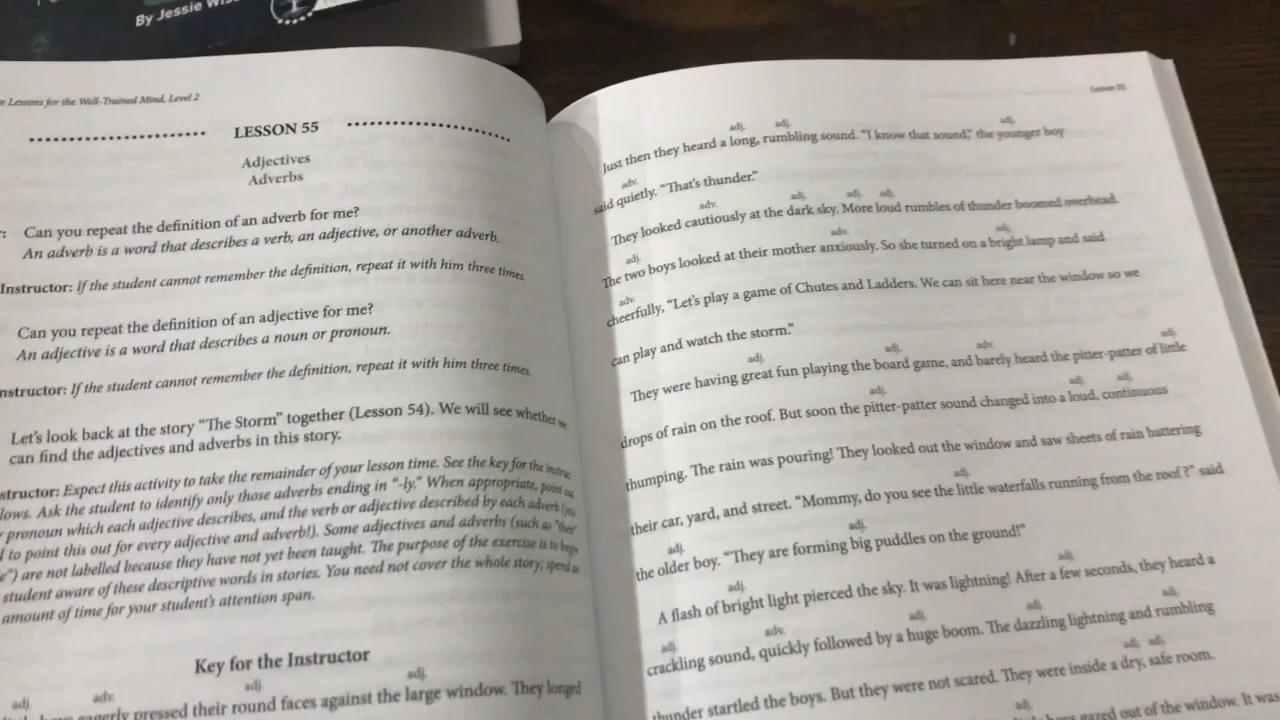 By Jessie
Lessons for the Well-Trained Mind, Level 2
LESSON 55
Adjectives
Adverbs
Can you repeat the definition of an adverb for me?
An adverb is a word that describes a verb, an adjective, or another adverb.
Instructor: If the student cannot remember the definition, repeat it with him three times.
Can you repeat the definition of an adjective for me?
An adjective is a word that describes a noun or pronoun.
nstructor: If the student cannot remember the definition, repeat it with him three times.
Let's look back at the story "The Storm" together (Lesson 54). We will see whether we
can find the adjectives and adverbs in this story.
structor: Expect this activity to take the remainder of your lesson time. See the key for the
lows. Ask the student to identify only those adverbs ending in "-ly." When appropriate, point out
pronoun which each adjective describes, and the verb or adjective described by each adverb
to point this out for every adjective and adverb!). Some adjectives and adverbs (such as "their"
e") are not labelled because they have not yet been taught. The purpose of the exercise is to
student aware of these descriptive words in stories. You need not cover the whole story;
amount of time for your student's attention span.
Key for the Instructor
adj. adv. adj. adj.
eagerly pressed their round faces against the large window. They longed
Lesson 55
adj. adj. adj.
Just then they heard a long, rumbling sound. "I know that sound," the younger boy
adv.
said quietly. "That's thunder."
adv. adj. adj. adj.
They looked cautiously at the dark sky. More loud rumbles of thunder boomed overhead.
adj. adv. adj.
The two boys looked at their mother anxiously. So she turned on a bright lamp and said
adv.
cheerfully, "Let's play a game of Chutes and Ladders. We can sit here near the window so we
can play and watch the storm."
adj. adj. adv. adj.
They were having great fun playing the board game, and barely heard the pitter-patter of little
adj. adj. adj.
drops of rain on the roof. But soon the pitter-patter sound changed into a loud, continuous
thumping. The rain was pouring! They looked out the window and saw sheets of rain battering
adj.
their car, yard, and street. "Mommy, do you see the little waterfalls running from the roof?" said
adj. adj.
the older boy. "They are forming big puddles on the ground!"
adj. adj.
A flash of bright light pierced the sky. It was lightning! After a few seconds, they heard a
adj. adv. adj. adj. adj.
crackling sound, quickly followed by a huge boom. The dazzling lightning and rumbling
adj. adj.
thunder startled the boys. But they were not scared. They were inside a dry, safe room.
adj.
boys gazed out of the window. It was